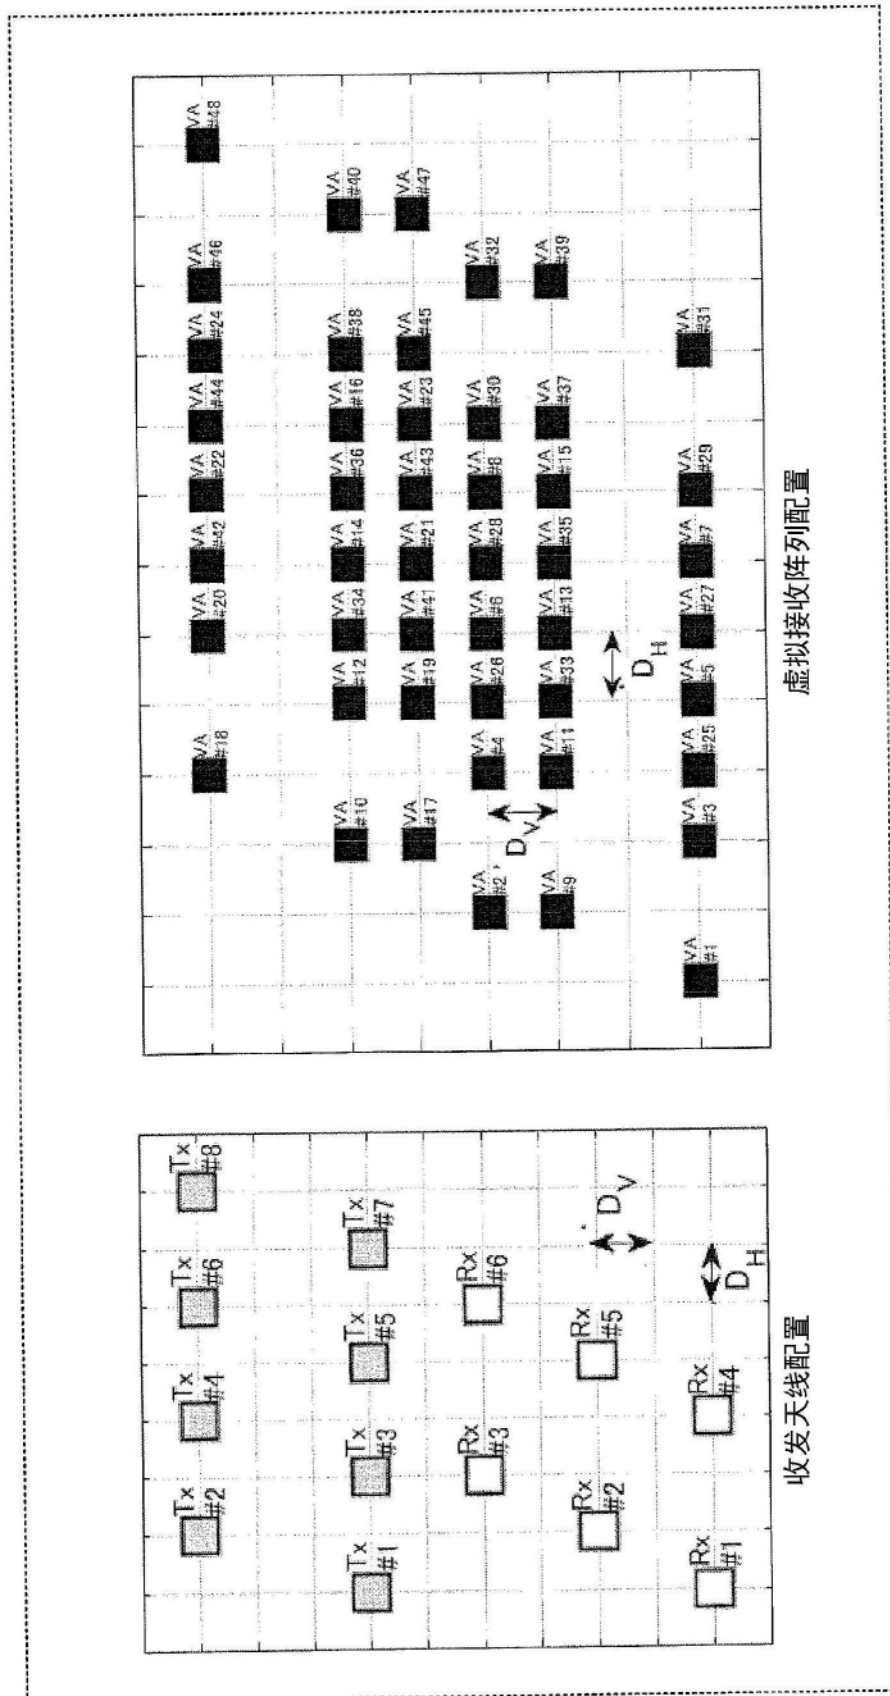 Tx #2
Tx #4
Tx #6
Tx #8
Tx #1
Tx #3
Tx #5
Tx #7
Rx #3
Rx #6
Rx #2
Rx #5
DV
Rx #1
Rx #4
DH
收发天线配置
VA #18
VA #20
VA #42
VA #22
VA #44
VA #24
VA #46
VA #48
VA #10
VA #12
VA #34
VA #14
VA #36
VA #16
VA #38
VA #40
VA #17
VA #19
VA #41
VA #21
VA #43
VA #23
VA #45
VA #47
VA #2
VA #4
VA #26
VA #6
VA #28
VA #8
VA #30
VA #32
DV
VA #9
VA #11
VA #33
VA #13
VA #35
VA #15
VA #37
VA #39
DH
VA #1
VA #3
VA #25
VA #5
VA #27
VA #7
VA #29
VA #31
虚拟接收阵列配置